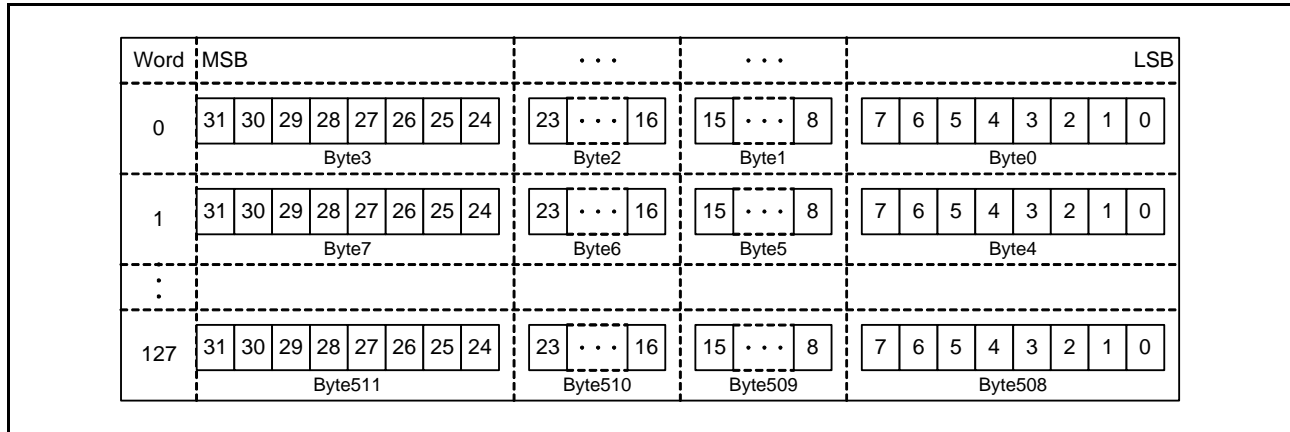 Word MSB · · · · · · LSB
0 31 30 29 28 27 26 25 24 23 · · · 16 15 · · · 8 7 6 5 4 3 2 1 0
Byte3 Byte2 Byte1 Byte0
1 31 30 29 28 27 26 25 24 23 · · · 16 15 · · · 8 7 6 5 4 3 2 1 0
Byte7 Byte6 Byte5 Byte4
⋮
127 31 30 29 28 27 26 25 24 23 · · · 16 15 · · · 8 7 6 5 4 3 2 1 0
Byte511 Byte510 Byte509 Byte508